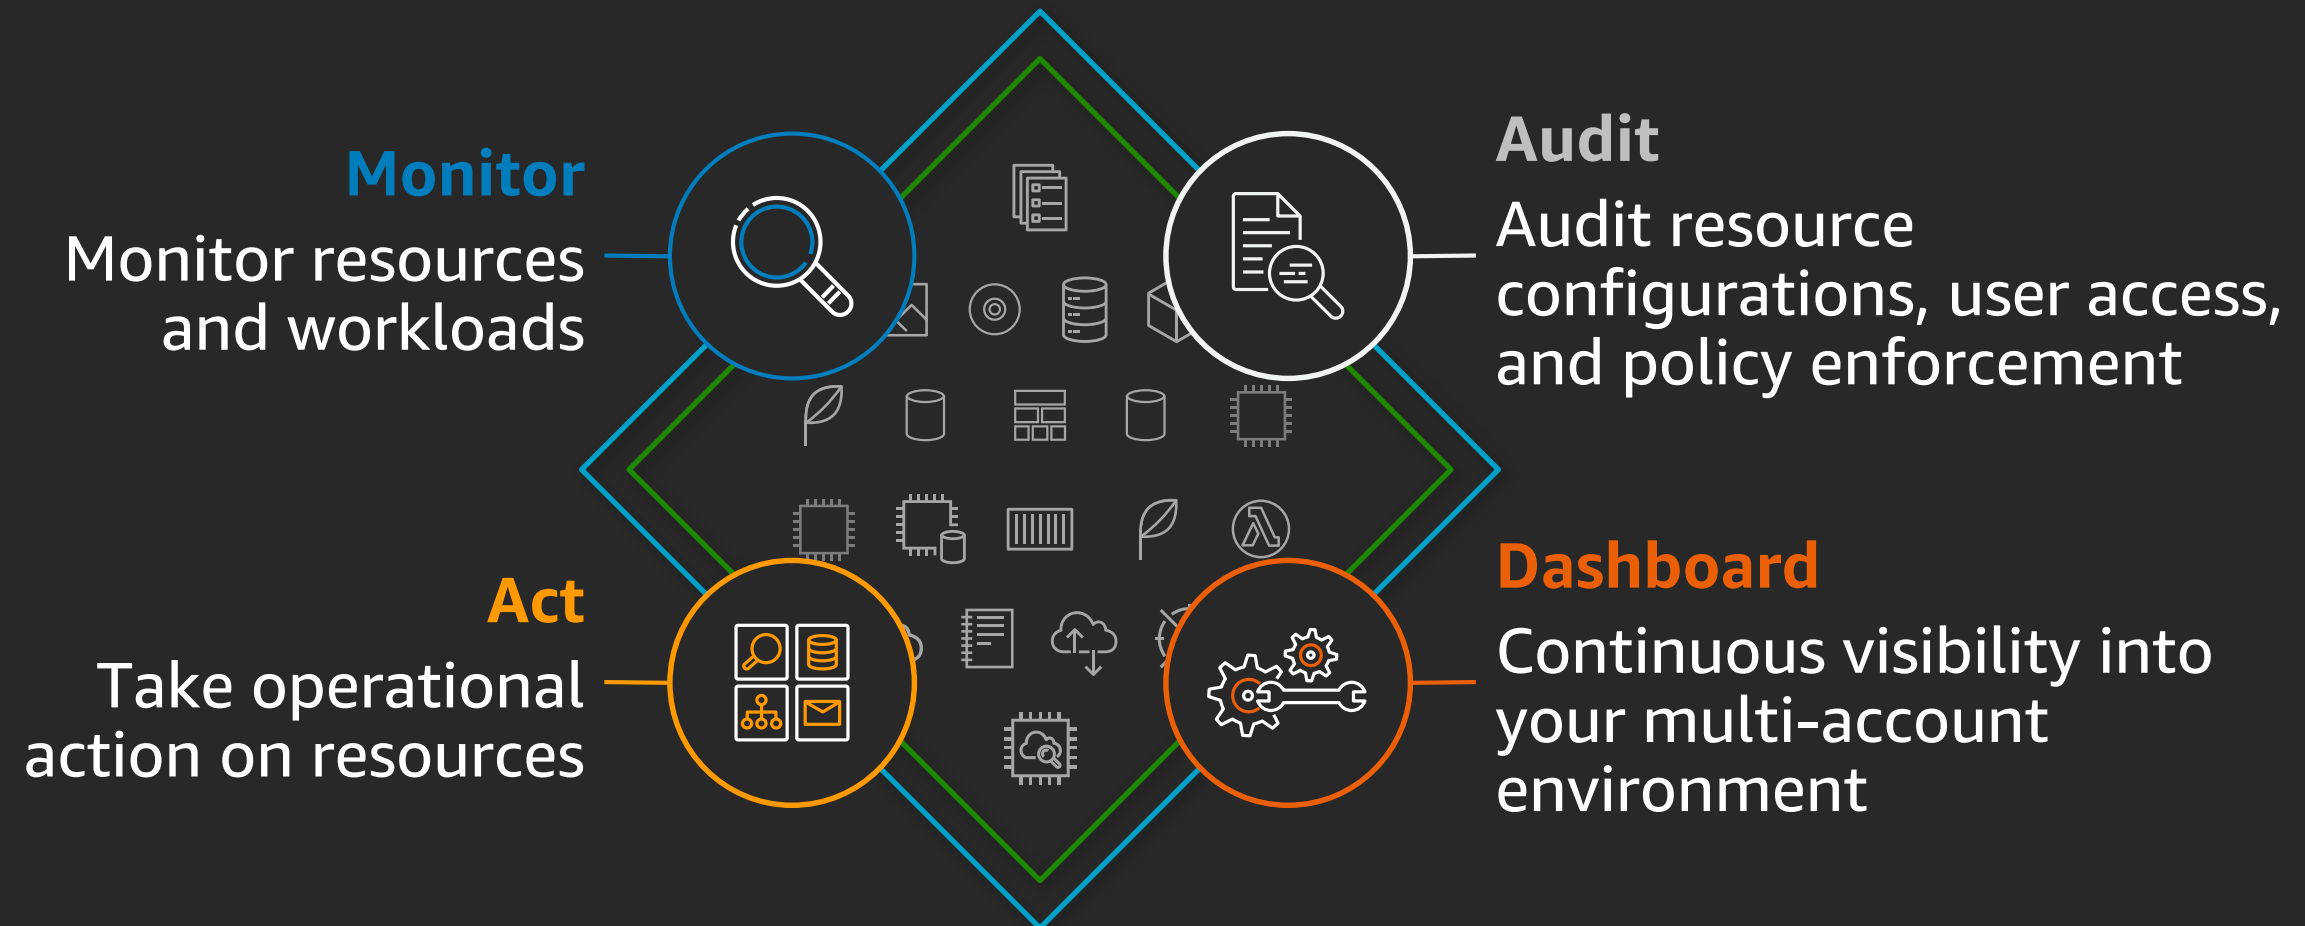 Monitor
Monitor resources
and workloads
Audit
Audit resource
configurations, user access,
and policy enforcement
Act
Take operational
action on resources
Dashboard
Continuous visibility into
your multi-account
environment